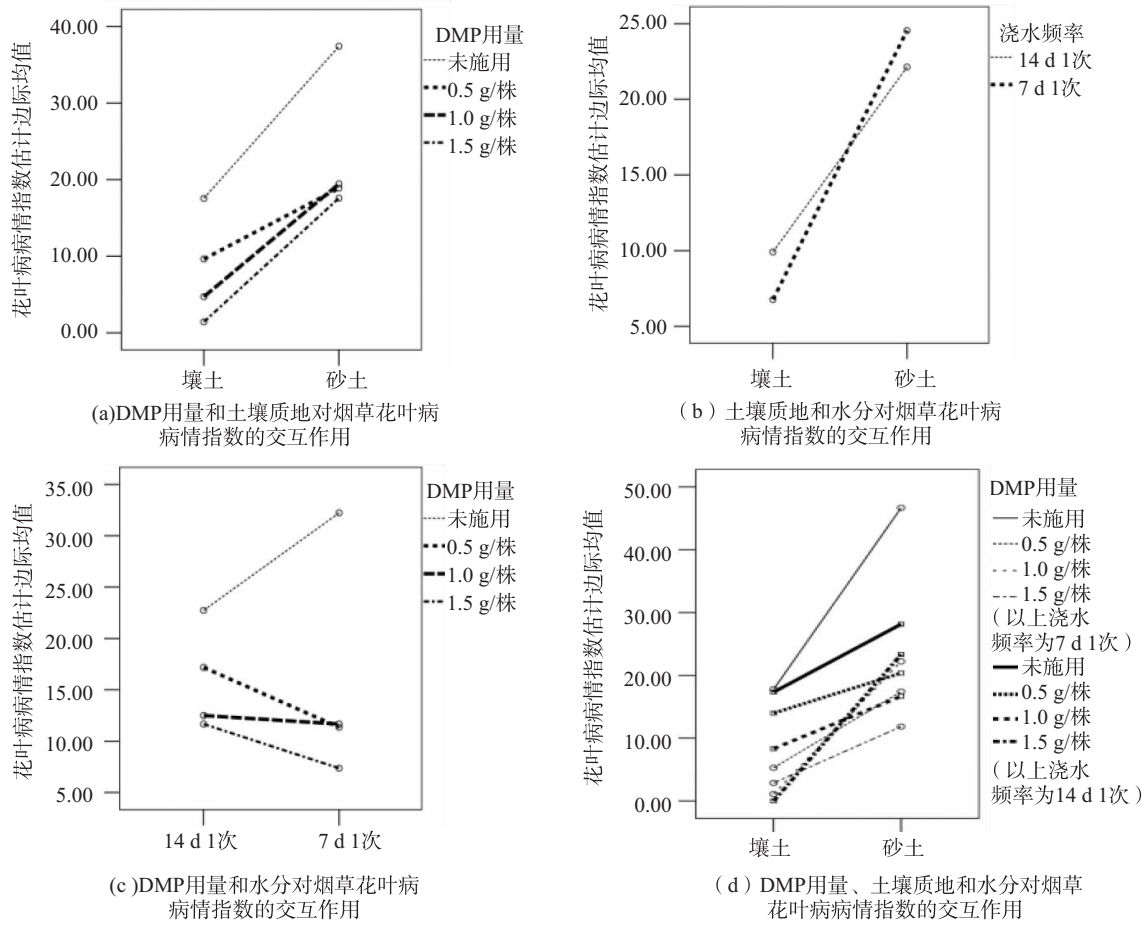 花叶病病情指数估计边际均值
40.00
30.00
20.00
10.00
0.00
壤土
砂土
DMP用量
未施用
0.5 g/株
1.0 g/株
1.5 g/株
(a)DMP用量和土壤质地对烟草花叶病
病情指数的交互作用
花叶病病情指数估计边际均值
25.00
20.00
15.00
10.00
5.00
壤土
砂土
浇水频率
14 d 1次
7 d 1次
（b）土壤质地和水分对烟草花叶病
病情指数的交互作用
花叶病病情指数估计边际均值
35.00
30.00
25.00
20.00
15.00
10.00
5.00
14 d 1次
7 d 1次
DMP用量
未施用
0.5 g/株
1.0 g/株
1.5 g/株
(c )DMP用量和水分对烟草花叶病
病情指数的交互作用
花叶病病情指数估计边际均值
50.00
40.00
30.00
20.00
10.00
0.00
壤土
砂土
DMP用量
未施用
0.5 g/株
1.0 g/株
1.5 g/株
（以上浇水
频率为7 d 1次）
未施用
0.5 g/株
1.0 g/株
1.5 g/株
（以上浇水
频率为14 d 1次）
（d）DMP用量、土壤质地和水分对烟草
花叶病病情指数的交互作用